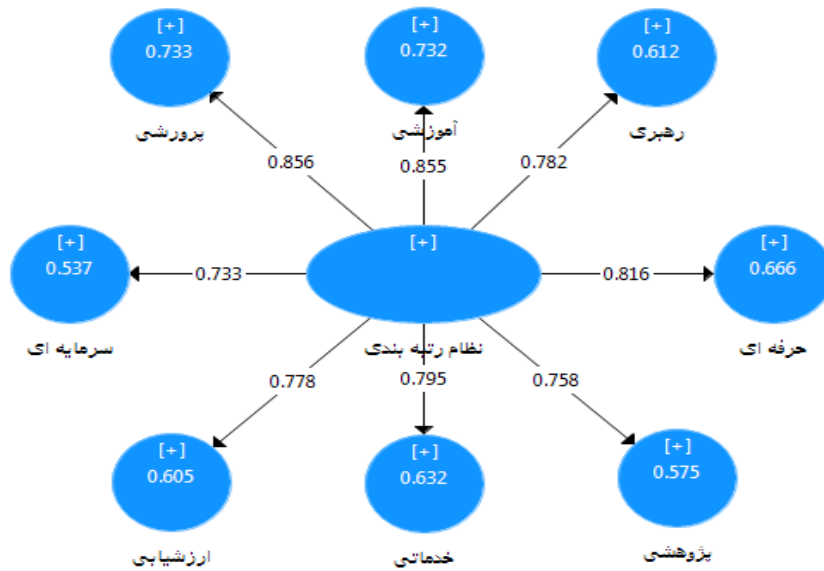 [+]
0.733
پرورشی
[+]
0.732
آموزشی
[+]
0.612
رهبری
0.856
0.855
0.782
[+]
0.537
سرمایه ای
0.733
[+]
نظام رتبه بندی
0.816
[+]
0.666
حرفه ای
0.778
0.795
0.758
[+]
0.605
ارزشیابی
[+]
0.632
خدماتی
[+]
0.575
پژوهشی